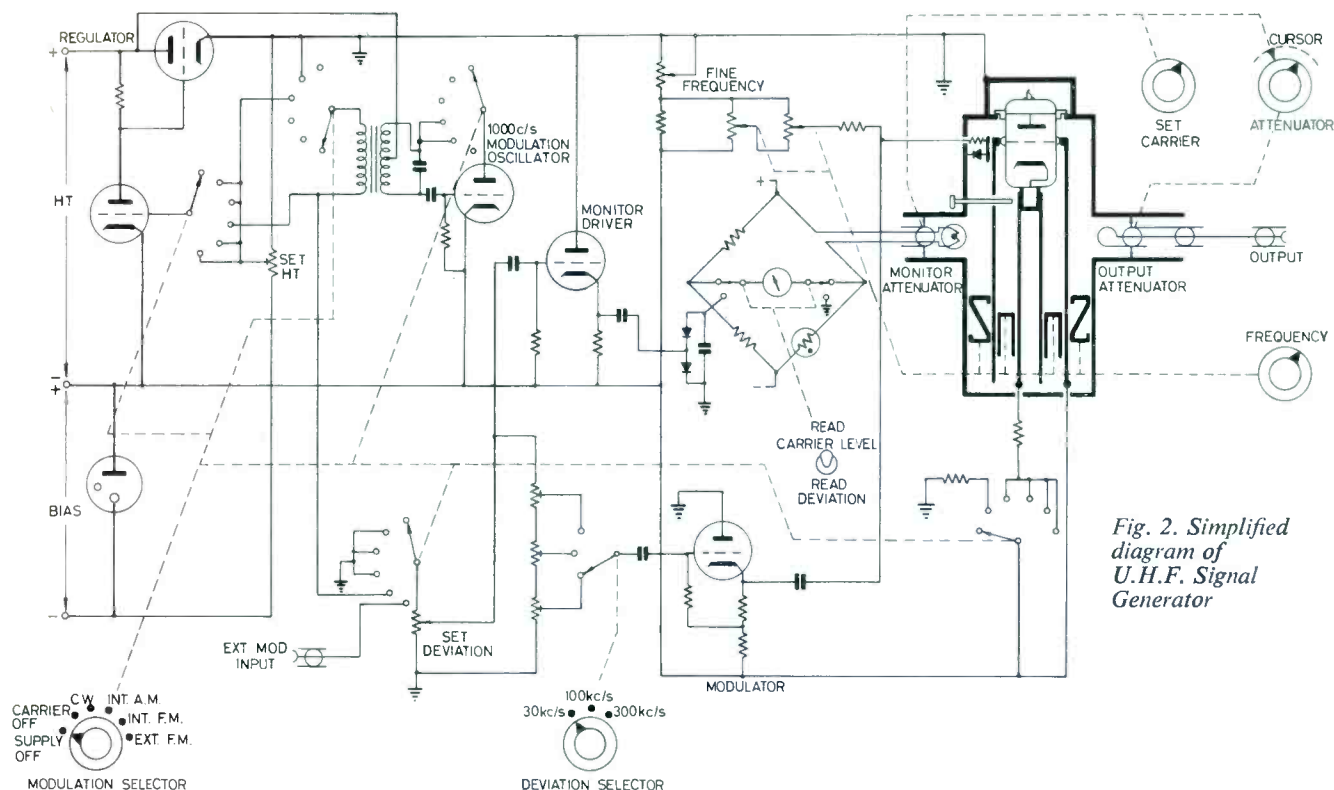 REGULATOR
+
HT
SET
HT
1000c/s
MODULATION
OSCILLATOR
MONITOR
DRIVER
FINE
FREQUENCY
+
−
CURSOR
SET
CARRIER
ATTENUATOR
MONITOR
ATTENUATOR
OUTPUT
ATTENUATOR
OUTPUT
FREQUENCY
−
+
BIAS
−
READ
CARRIER LEVEL
READ
DEVIATION
EXT MOD
INPUT
SET
DEVIATION
MODULATOR
Fig. 2. Simplified
diagram of
U.H.F. Signal
Generator
CARRIER
OFF
SUPPLY
OFF
C W
INT. A.M.
INT. F.M.
EXT. F.M.
MODULATION SELECTOR
30kc/s
100kc/s
300kc/s
DEVIATION SELECTOR